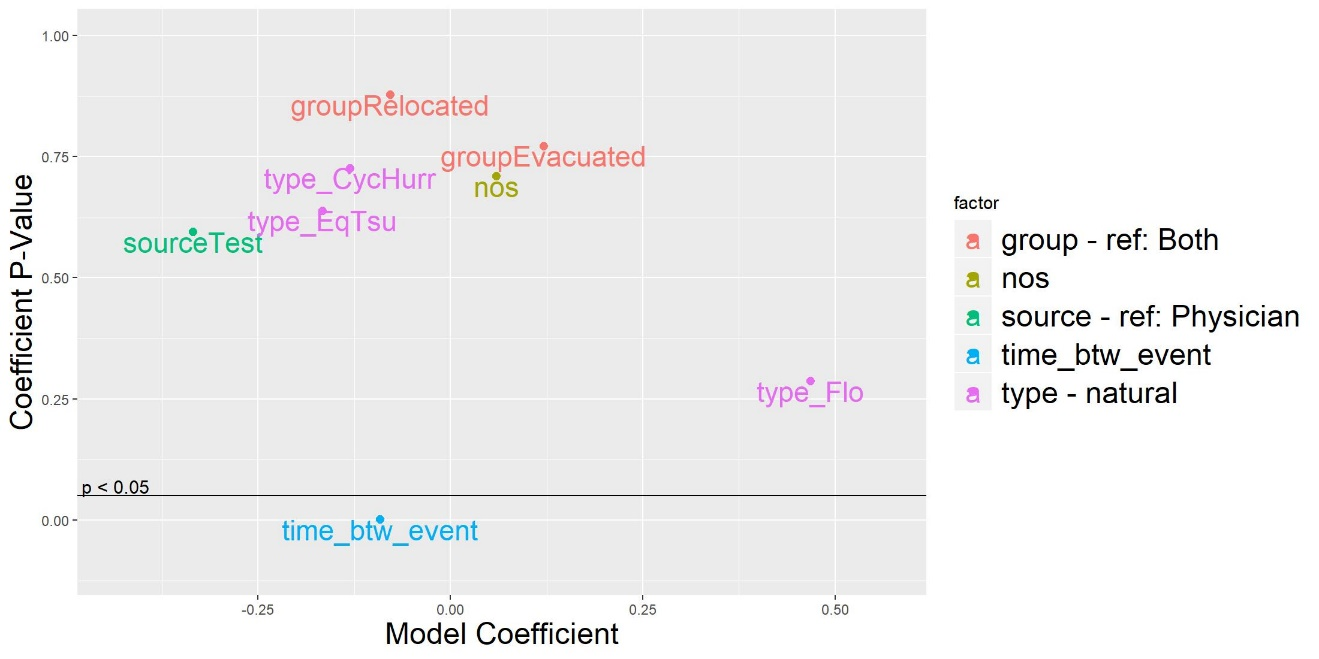 1.00
0.75
0.50
0.25
0.00
Coefficient P-Value
groupRelocated
groupEvacuated
type_CycHurr
nos
type_EqTsu
sourceTest
type_Flo
p < 0.05
time_btw_event
-0.25
0.00
0.25
0.50
Model Coefficient
factor
a group - ref: Both
a nos
a source - ref: Physician
a time_btw_event
a type - natural